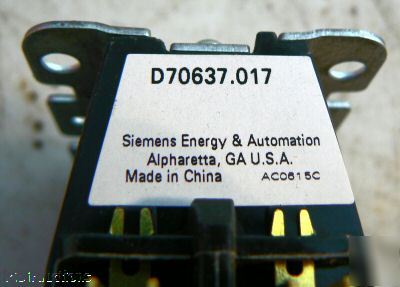 D70637.017
Siemens Energy & Automation
Alpharetta, GA U.S.A.
Made in China AC0615C